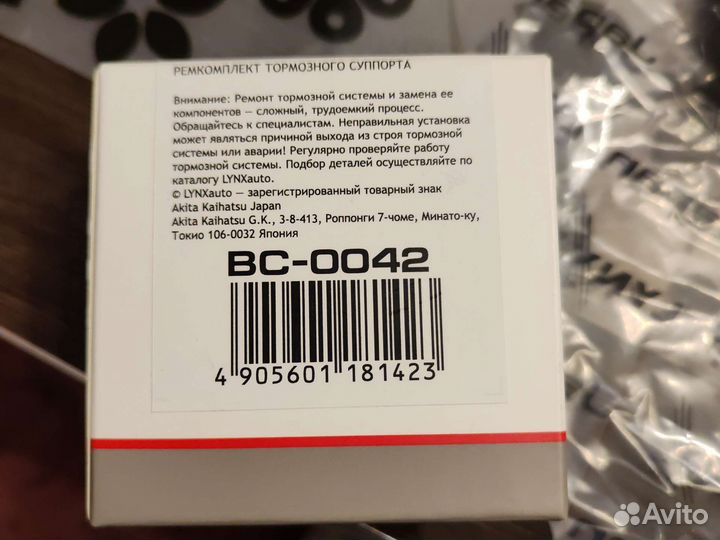 РЕМКОМПЛЕКТ ТОРМОЗНОГО СУППОРТА
Внимание: Ремонт тормозной системы и замена ее
компонентов – сложный, трудоемкий процесс.
Обращайтесь к специалистам. Неправильная установка
может являться причиной выхода из строя тормозной
системы или аварии! Регулярно проверяйте работу
тормозной системы. Подбор деталей осуществляйте по
каталогу LYNXauto.
© LYNXauto – зарегистрированный товарный знак
Akita Kaihatsu Japan
Akita Kaihatsu G.K., 3-8-413, Роппонги 7-чоме, Минато-ку,
Токио 106-0032 Япония
BC-0042
4 905601 181423
Avito